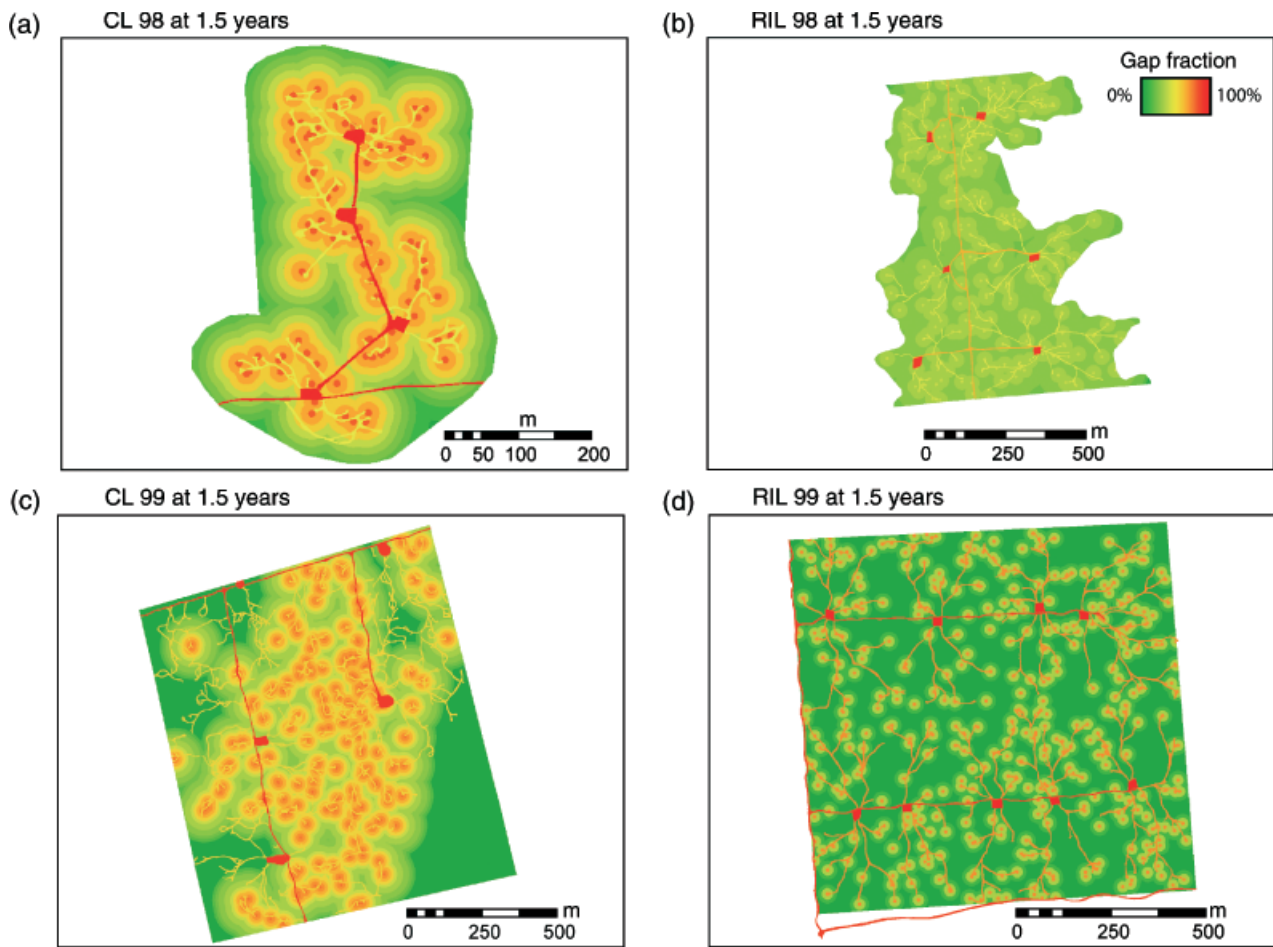 (a) CL 98 at 1.5 years
m
0 50 100 200
(b) RIL 98 at 1.5 years
Gap fraction
0% 100%
m
0 250 500
(c) CL 99 at 1.5 years
m
0 250 500
(d) RIL 99 at 1.5 years
m
0 250 500